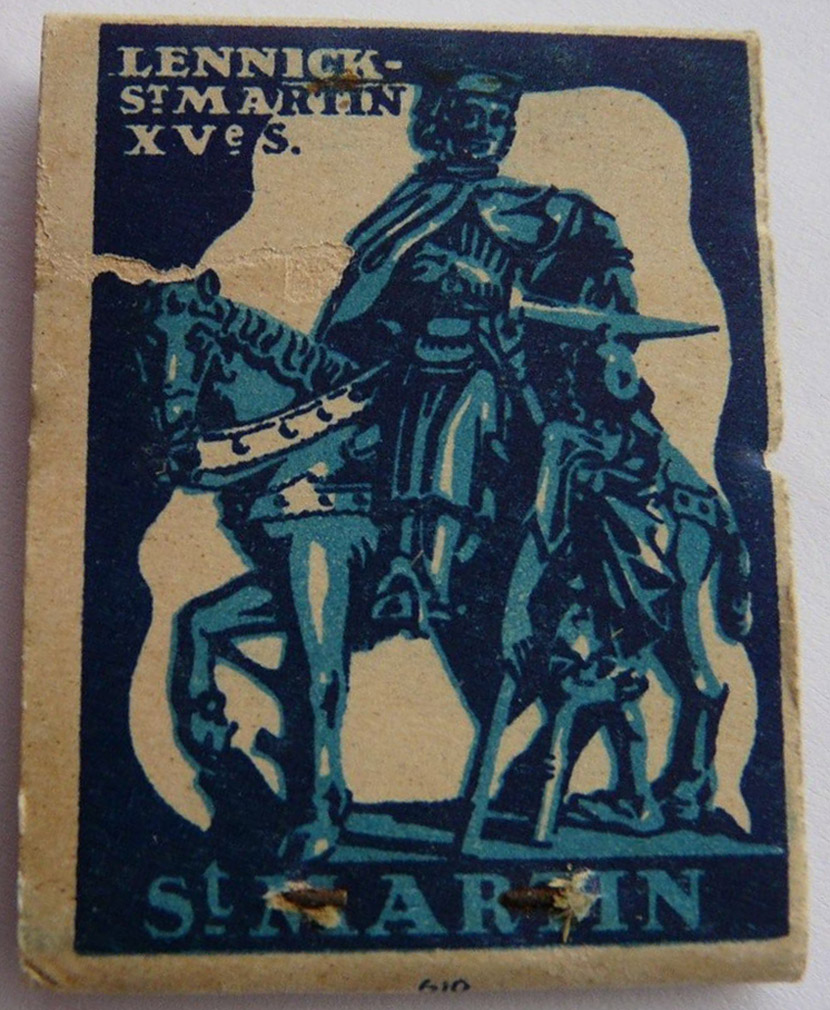 LENNICK-
ST MARTIN
XVe S.
St MARTIN